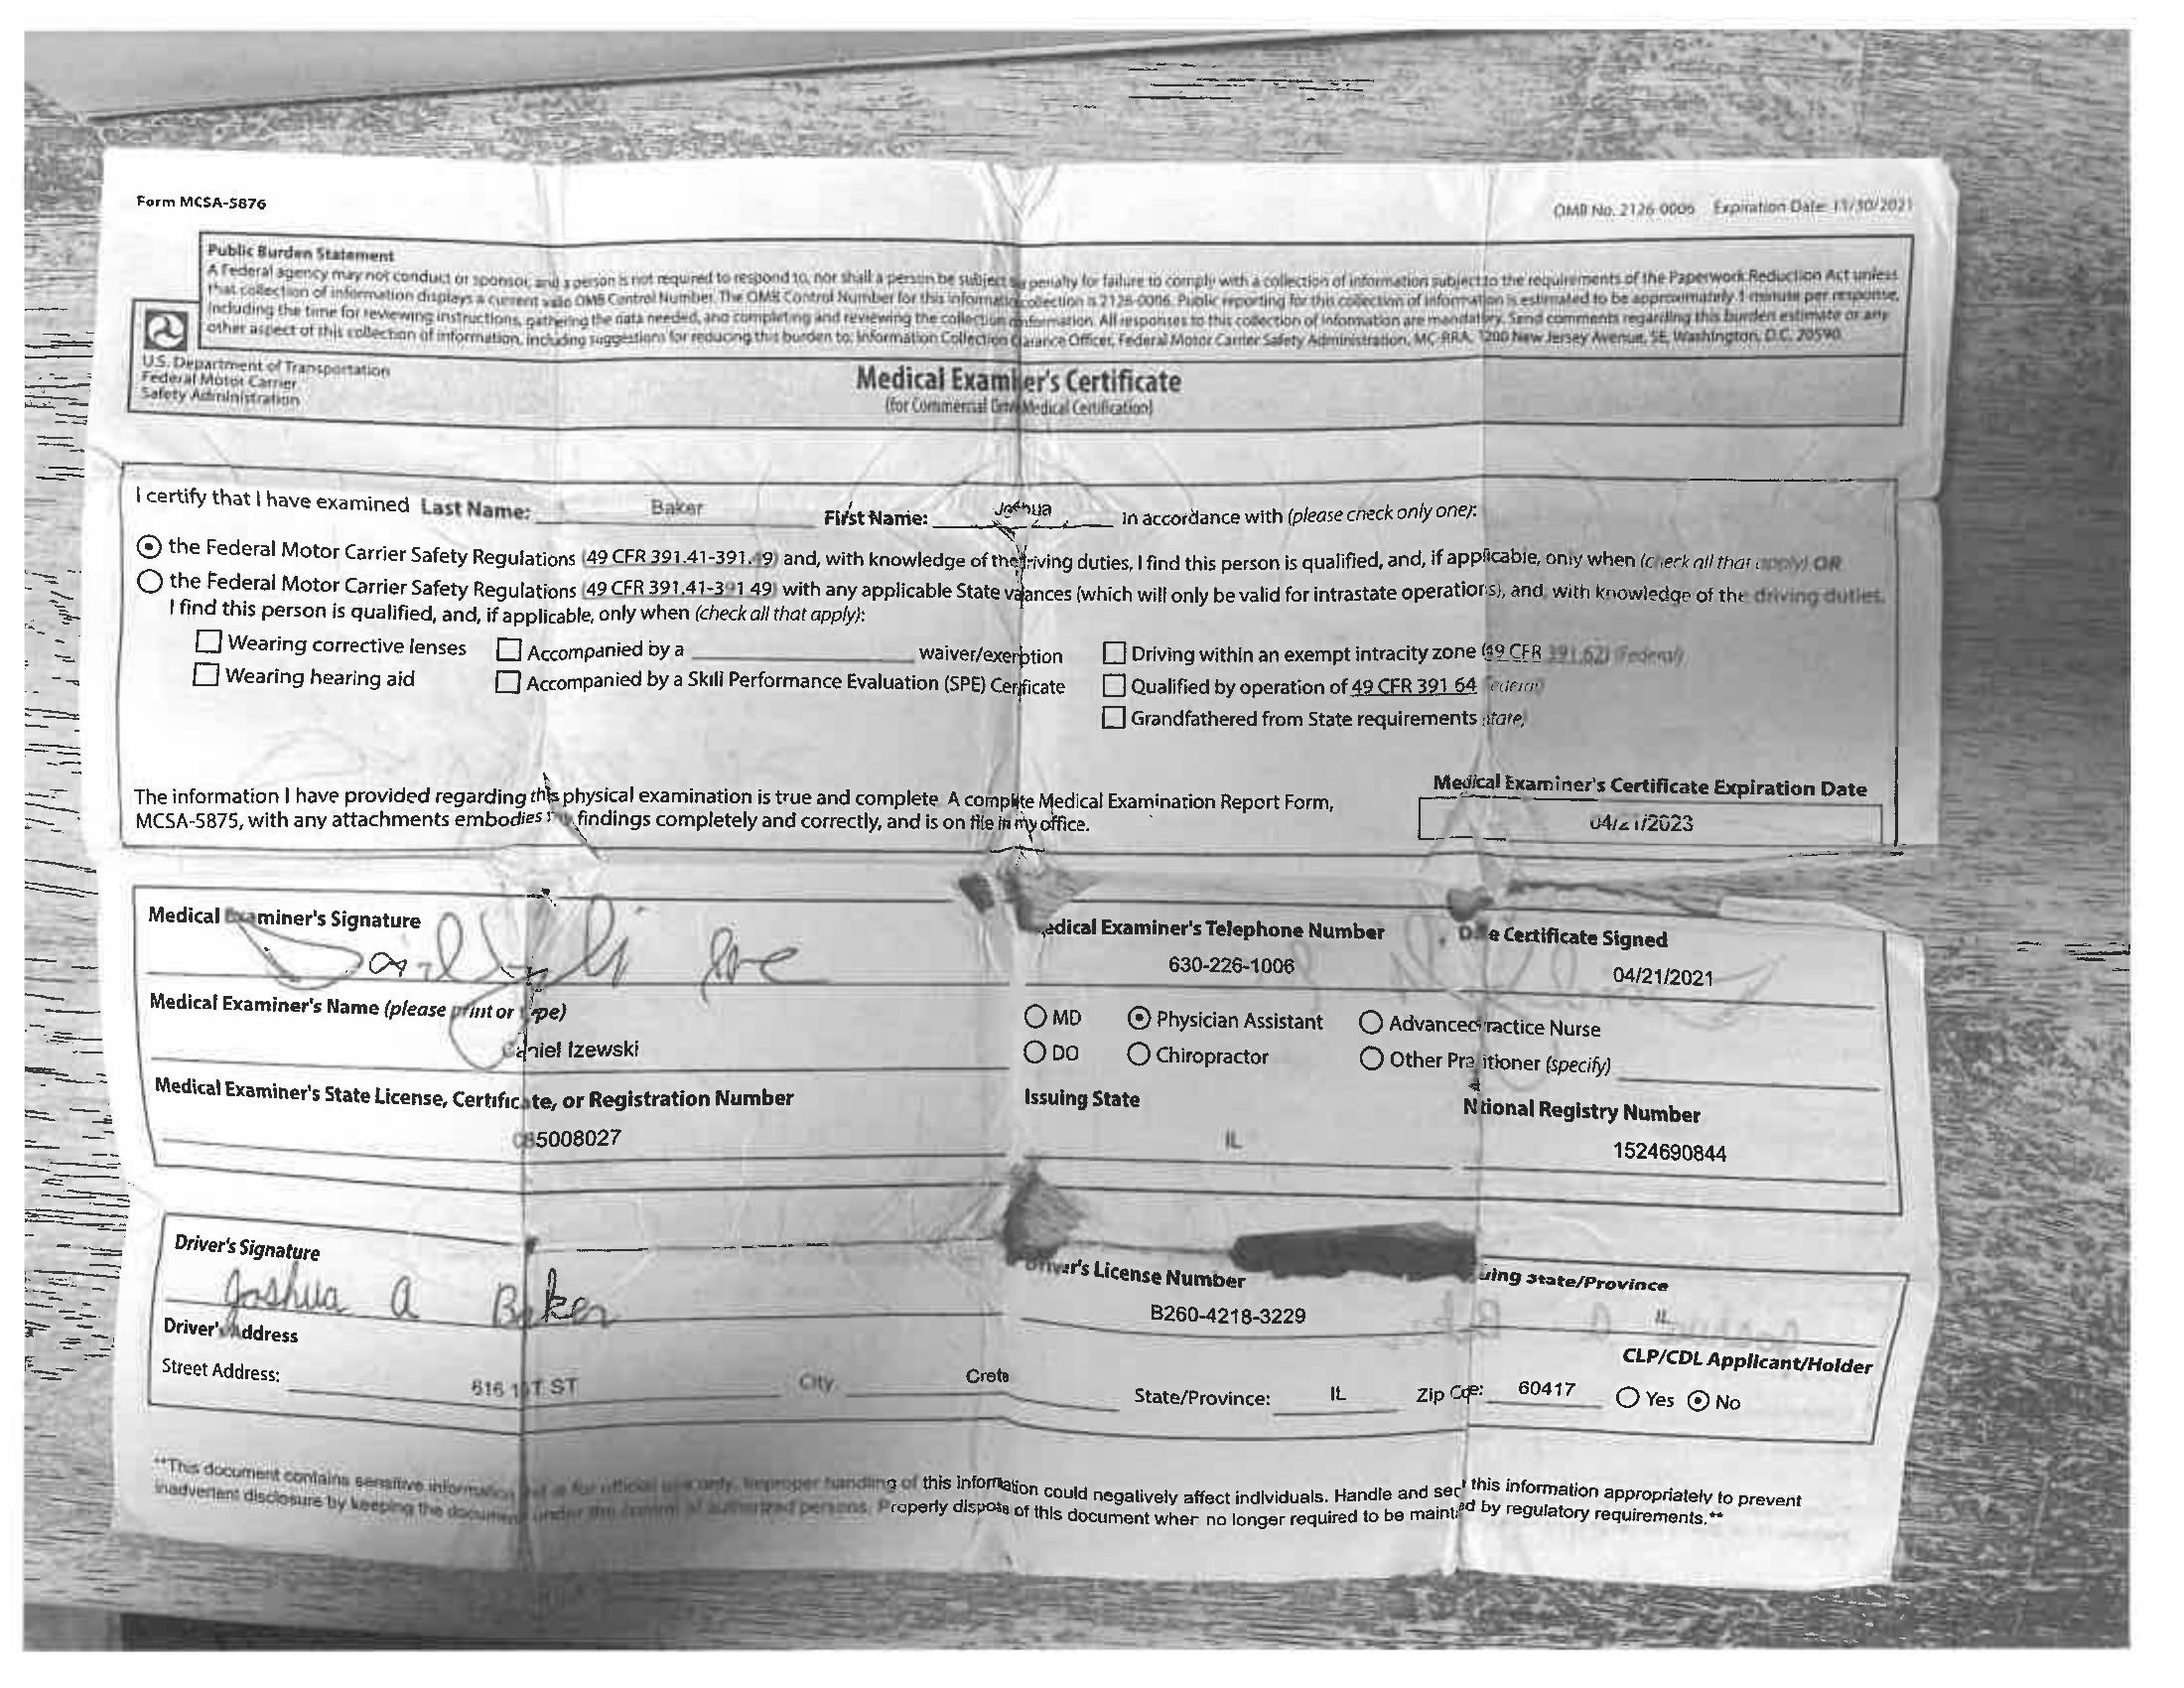 Form MCSA-5876
OMB No. 2126-0006 Expiration Date: 11/30/2021
Public Burden Statement
A Federal agency may not conduct or sponsor, and a person is not required to respond to, nor shall a person be subject penalty for failure to comply with a collection of information subject to the requirements of the Paperwork Reduction Act unless
that collection of information displays a current valid OMB Control Number. The OMB Control Number for this information collection is 2126-0006. Public reporting for this collection of information is estimated to be approximately 1 minute per response,
including the time for reviewing instructions, gathering the data needed, and completing and reviewing the collection information. All responses to this collection of information are mandatory. Send comments regarding this burden estimate or any
other aspect of this collection of information, including suggestions for reducing this burden to: Information Collection Officer, Federal Motor Carrier Safety Administration, MC-RRA, 1200 New Jersey Avenue, SE, Washington, D.C. 20590.
U.S. Department of Transportation
Federal Motor Carrier
Safety Administration
Medical Examiner's Certificate
(for Commercial Medical Certification)
I certify that I have examined Last Name: Baker First Name: Joshua in accordance with (please check only one):
the Federal Motor Carrier Safety Regulations (49 CFR 391.41-391. 9) and, with knowledge of the driving duties, I find this person is qualified, and, if applicable, only when (check all that apply) OR
the Federal Motor Carrier Safety Regulations (49 CFR 391.41-391 49) with any applicable State variances (which will only be valid for intrastate operations), and, with knowledge of the driving duties,
I find this person is qualified, and, if applicable, only when (check all that apply):
Wearing corrective lenses Accompanied by a waiver/exemption Driving within an exempt intracity zone (49 CFR 391.62) (Federal)
Wearing hearing aid Accompanied by a Skill Performance Evaluation (SPE) Certificate Qualified by operation of 49 CFR 391 64 Federal
Grandfathered from State requirements State
The information I have provided regarding this physical examination is true and complete A complete Medical Examination Report Form,
MCSA-5875, with any attachments embodies my findings completely and correctly, and is on file in my office.
Medical Examiner's Certificate Expiration Date
04/21/2023
Medical Examiner's Signature
Medical Examiner's Telephone Number
630-226-1006
Date Certificate Signed
04/21/2021
Medical Examiner's Name (please print or type)
Daniel Izewski
MD Physician Assistant Advanced Practice Nurse
DO Chiropractor Other Practitioner (specify)
Medical Examiner's State License, Certificate, or Registration Number
085008027
Issuing State
IL
National Registry Number
1524690844
Driver's Signature
Joshua A Baker
Driver's License Number
B260-4218-3229
Issuing State/Province
IL
Driver's Address
Street Address: 616 1ST ST City Crete State/Province: IL Zip Code: 60417
CLP/CDL Applicant/Holder
Yes No
**This document contains sensitive information and is for official use only. Improper handling of this information could negatively affect individuals. Handle and secure this information appropriately to prevent
inadvertent disclosure by keeping the document under the control of authorized persons. Properly dispose of this document when no longer required to be maintained by regulatory requirements.**